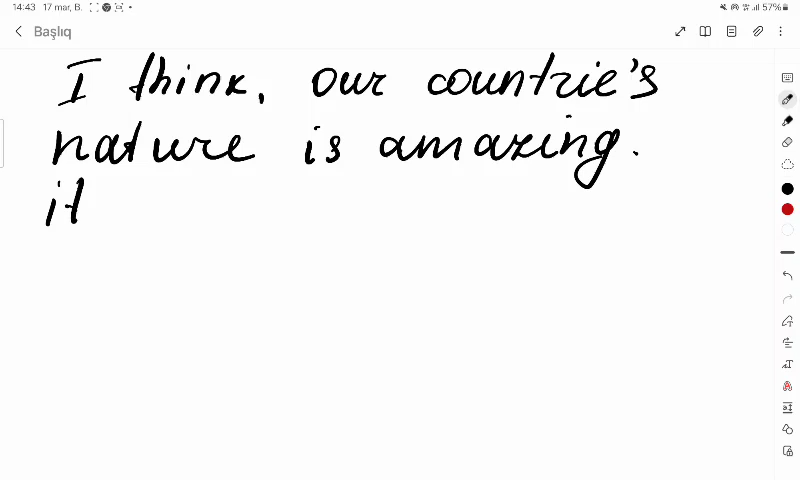 14:43 17 mar, B. 57%
Başlıq
I think, our countrie's
nature is amazing.
it